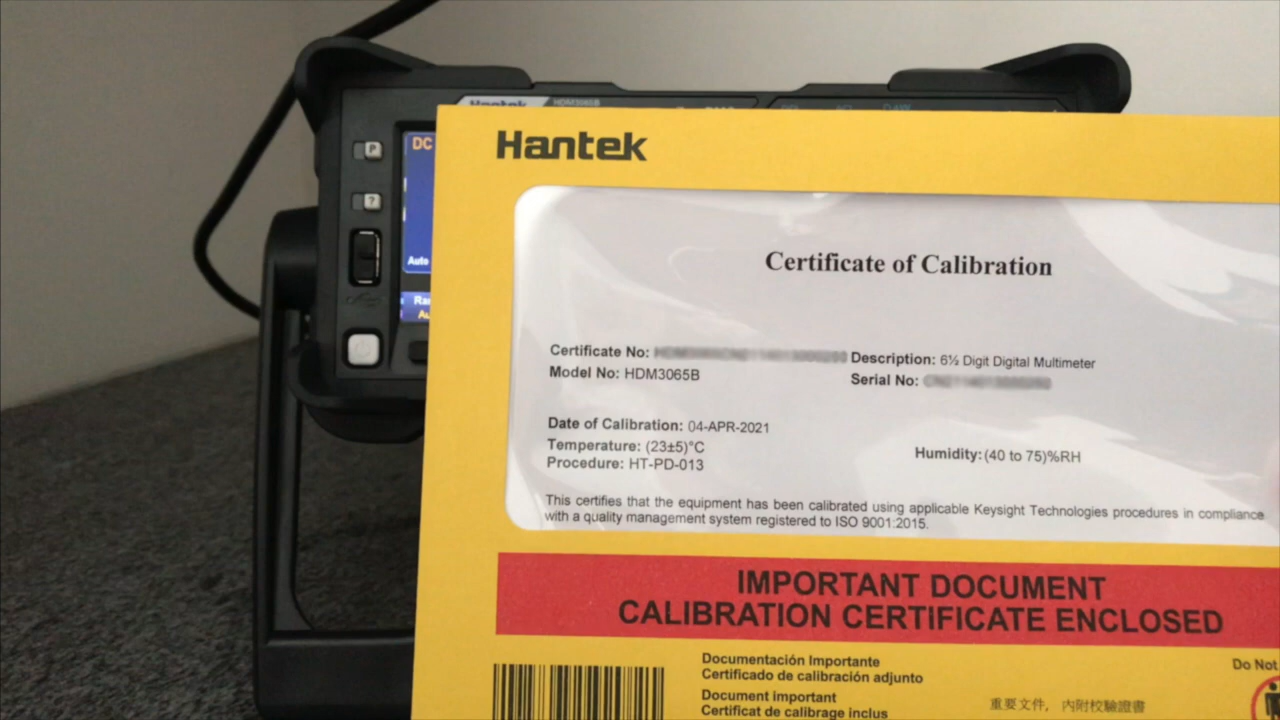 Hantek HDM3065B
P
DC
?
Auto
Hantek
Certificate of Calibration
Certificate No:
Description: 6½ Digit Digital Multimeter
Model No: HDM3065B
Serial No:
Date of Calibration: 04-APR-2021
Temperature: (23±5)°C
Humidity: (40 to 75)%RH
Procedure: HT-PD-013
This certifies that the equipment has been calibrated using applicable Keysight Technologies procedures in compliance
with a quality management system registered to ISO 9001:2015.
IMPORTANT DOCUMENT
CALIBRATION CERTIFICATE ENCLOSED
Documentación Importante
Certificado de calibración adjunto
Document important
Certificat de calibrage inclus
重要文件, 內附校驗證書
Do Not